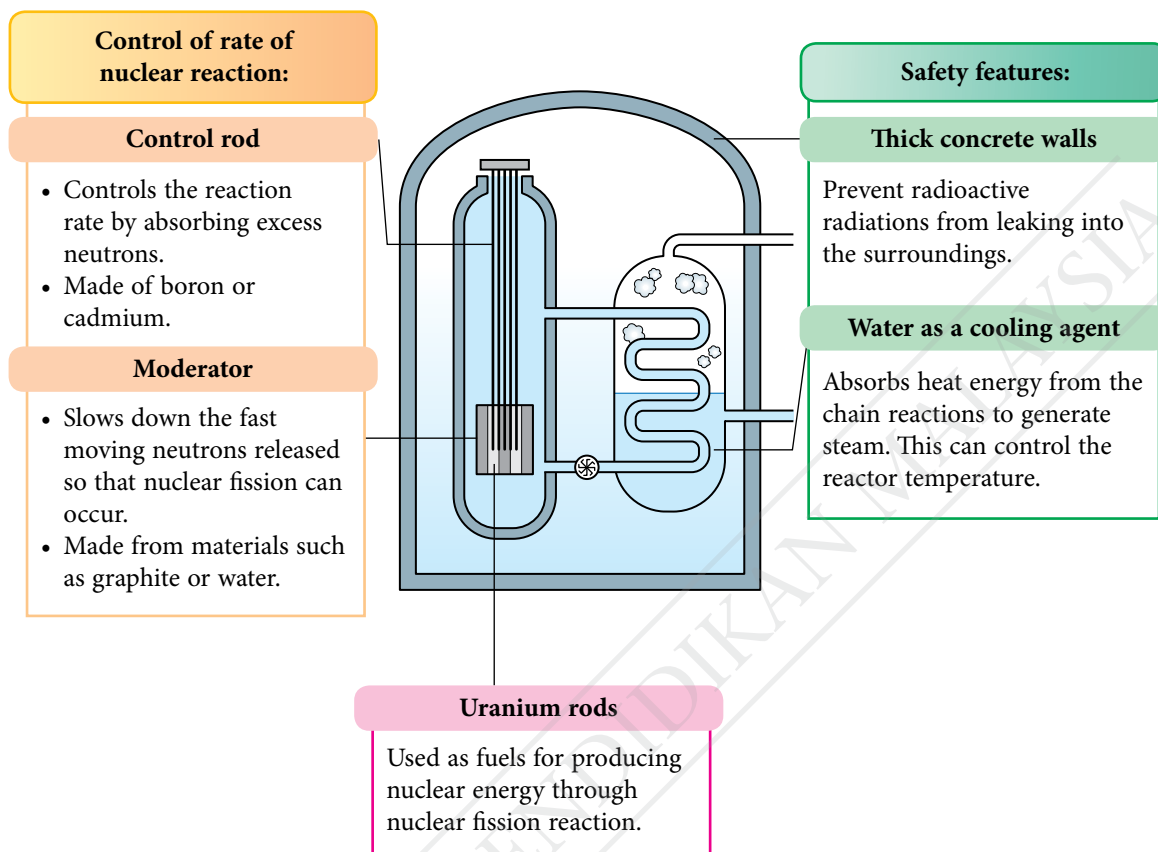 Control of rate of
nuclear reaction:
Control rod
• Controls the reaction
rate by absorbing excess
neutrons.
• Made of boron or
cadmium.
Moderator
• Slows down the fast
moving neutrons released
so that nuclear fission can
occur.
• Made from materials such
as graphite or water.
Safety features:
Thick concrete walls
Prevent radioactive
radiations from leaking into
the surroundings.
Water as a cooling agent
Absorbs heat energy from the
chain reactions to generate
steam. This can control the
reactor temperature.
Uranium rods
Used as fuels for producing
nuclear energy through
nuclear fission reaction.
ENDIDIKAN MALAYSIA